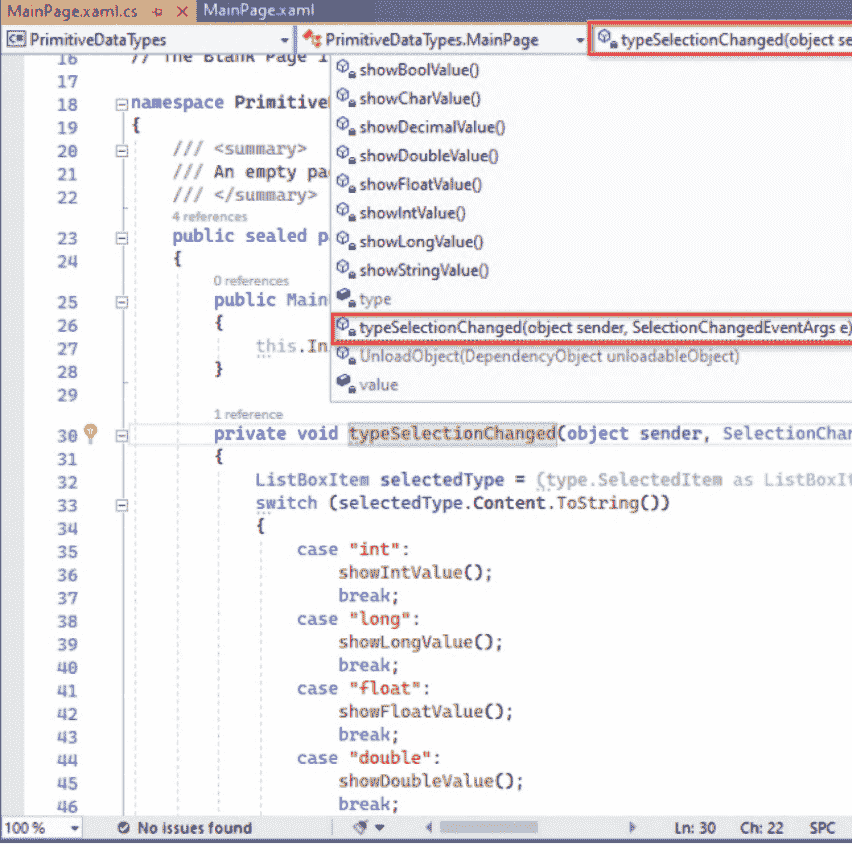 MainPage.xaml.cs MainPage.xaml
C# PrimitiveDataTypes PrimitiveDataTypes.MainPage typeSelectionChanged(object se
16 // The Blank Page I
17
18 namespace Primitive
19 {
20 /// <summary>
21 /// An empty pa
22 /// </summary>
4 references
23 public sealed p
24 {
0 references
25 public Main
26 {
27 this.In
28 }
29
showBoolValue()
showCharValue()
showDecimalValue()
showDoubleValue()
showFloatValue()
showIntValue()
showLongValue()
showStringValue()
type
typeSelectionChanged(object sender, SelectionChangedEventArgs e)
UnloadObject(DependencyObject unloadableObject)
value
1 reference
30 private void typeSelectionChanged(object sender, SelectionChan
31 {
32 ListBoxItem selectedType = (type.SelectedItem as ListBoxIt
33 switch (selectedType.Content.ToString())
34 {
35 case "int":
36 showIntValue();
37 break;
38 case "long":
39 showLongValue();
40 break;
41 case "float":
42 showFloatValue();
43 break;
44 case "double":
45 showDoubleValue();
46 break;
100 % No issues found Ln: 30 Ch: 22 SPC